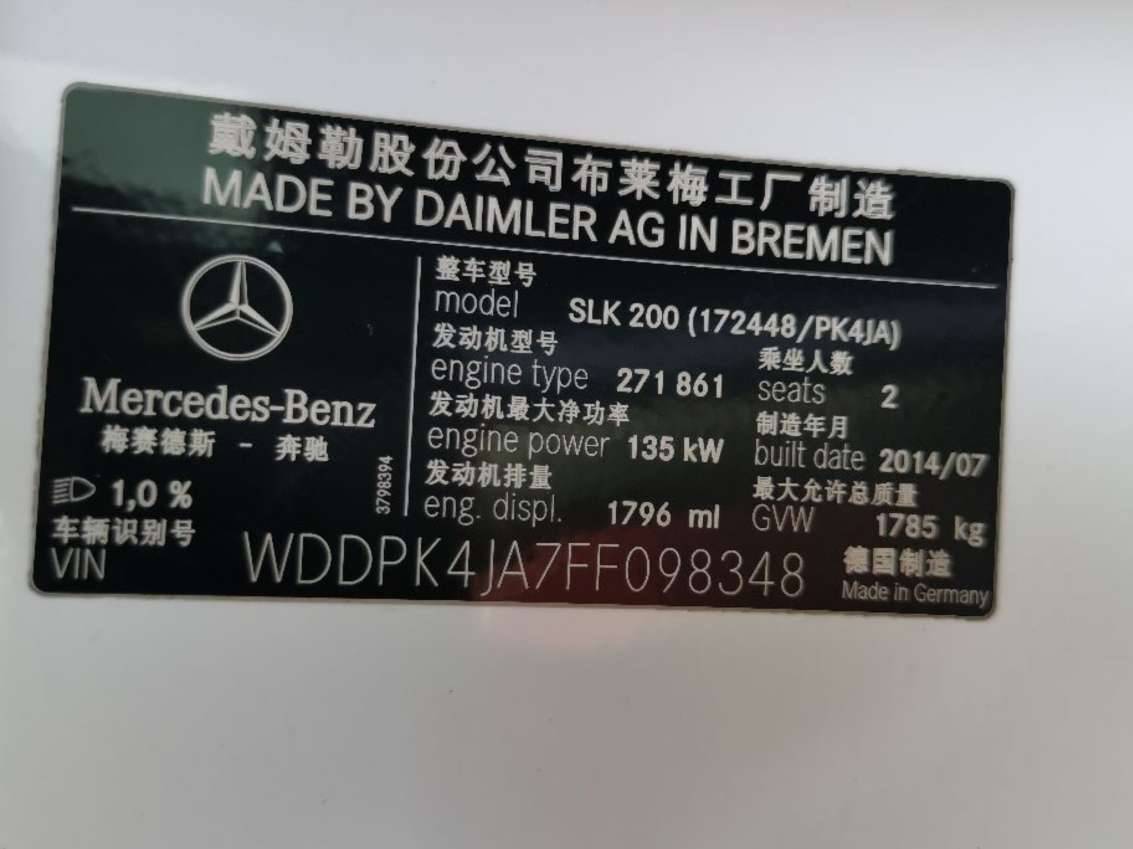 戴姆勒股份公司布莱梅工厂制造
MADE BY DAIMLER AG IN BREMEN
Mercedes-Benz
梅赛德斯 - 奔驰
1,0 %
3798394
整车型号
model SLK 200 (172448/PK4JA)
发动机型号
engine type 271 861
乘坐人数
seats 2
发动机最大净功率
engine power 135 kW
制造年月
built date 2014/07
发动机排量
eng. displ. 1796 ml
最大允许总质量
GVW 1785 kg
车辆识别号
VIN WDDPK4JA7FF098348
德国制造
Made in Germany